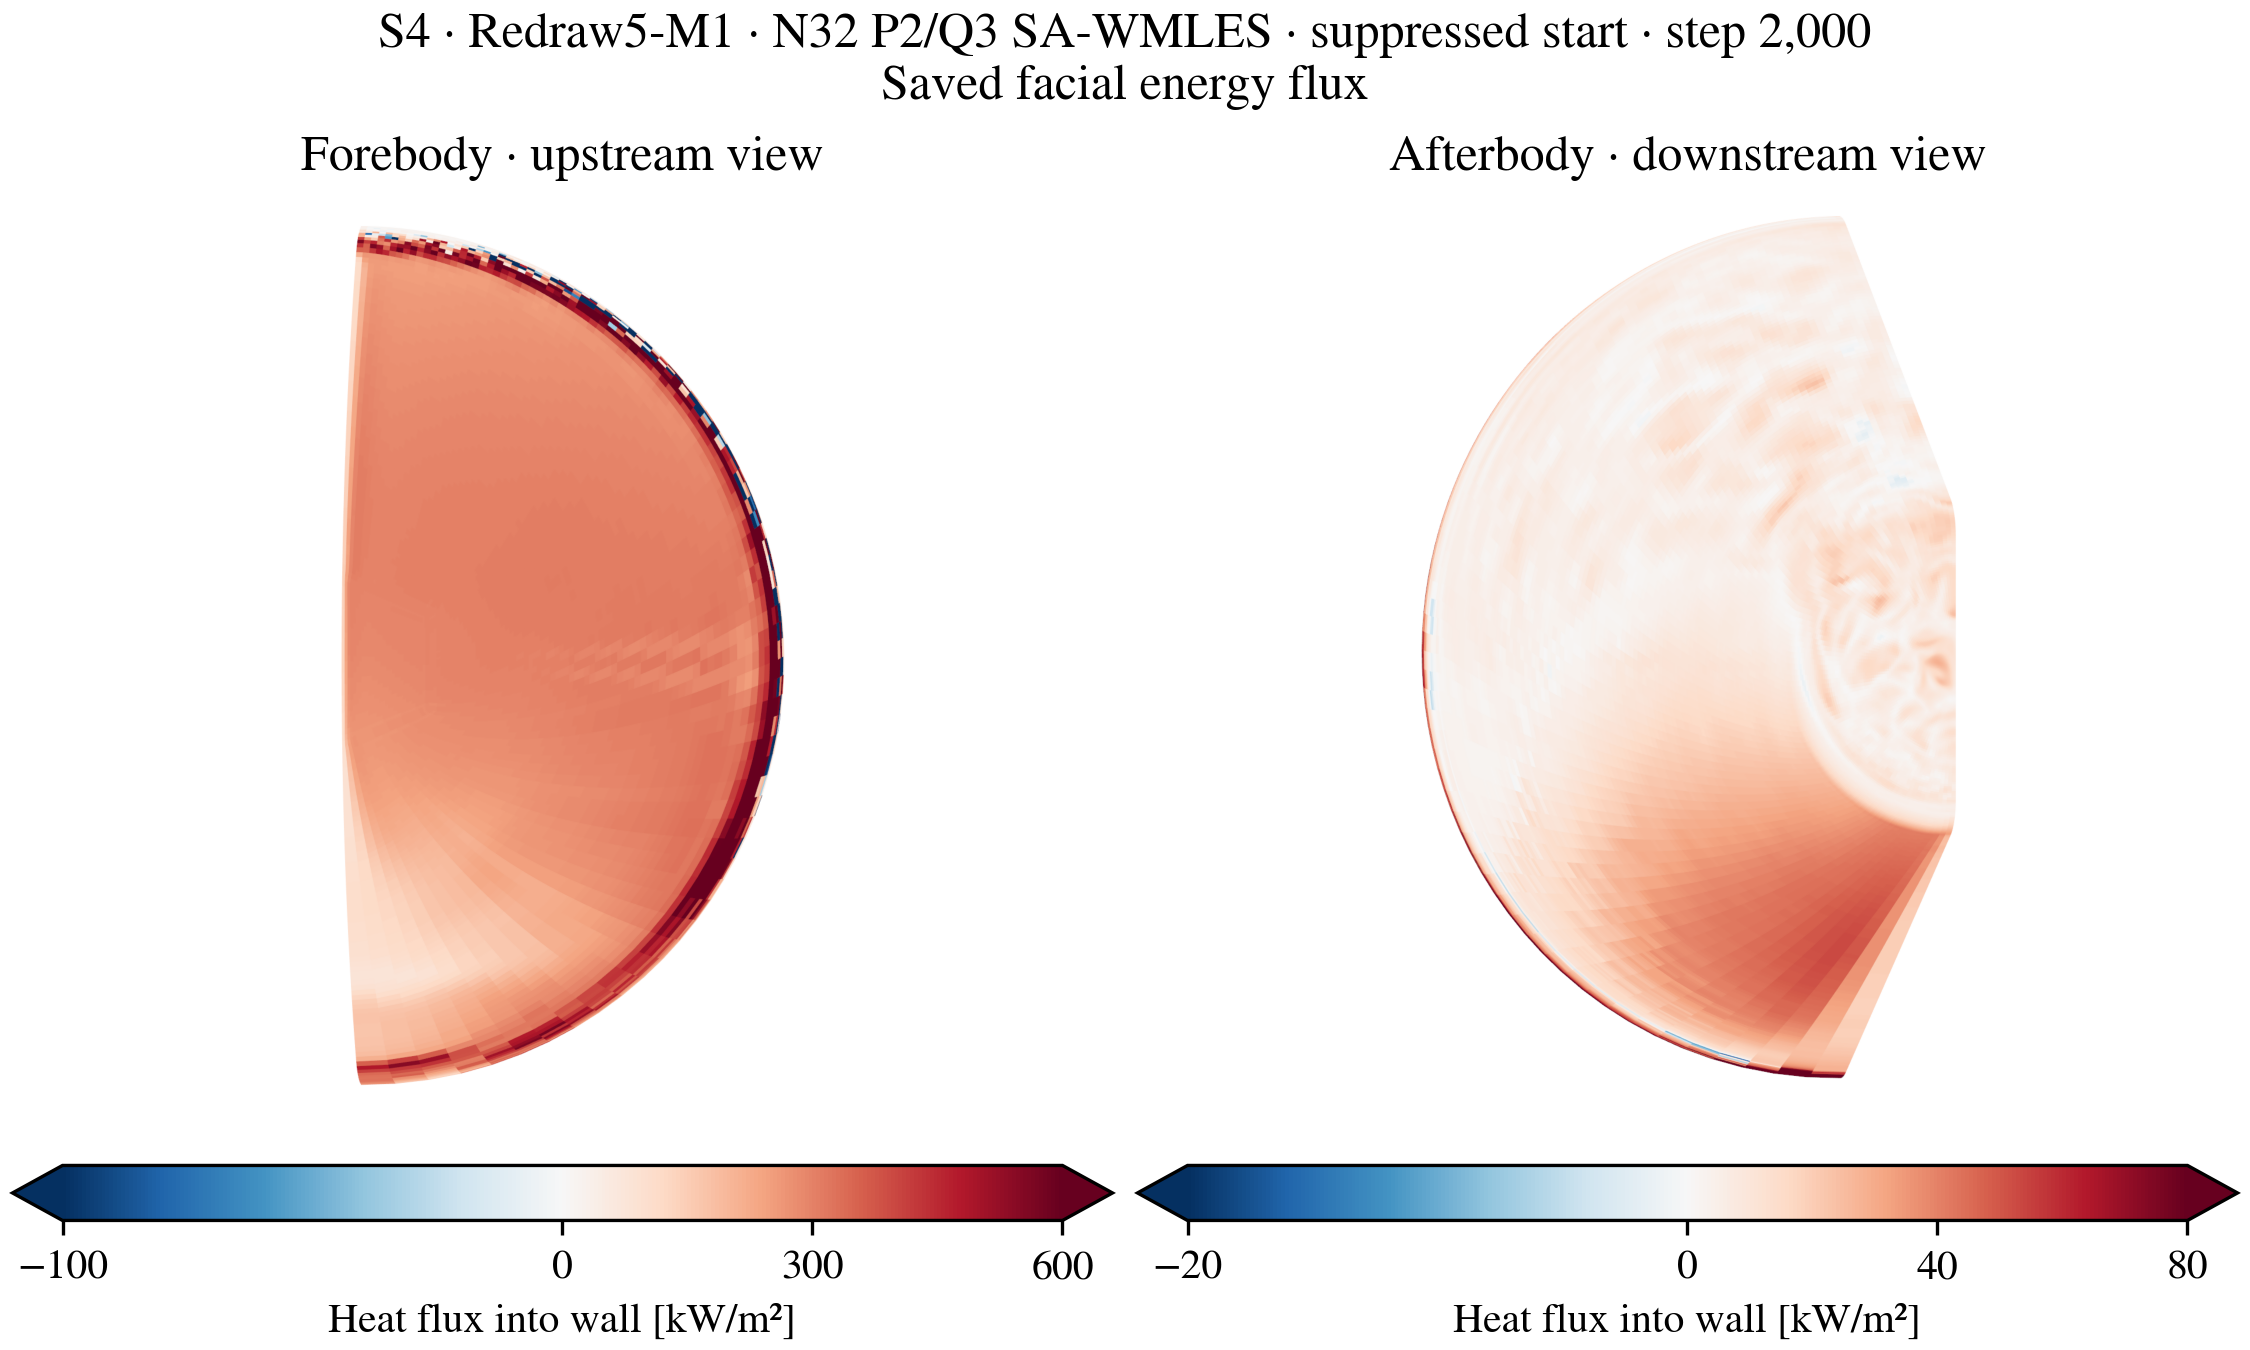 S4 · Redraw5-M1 · N32 P2/Q3 SA-WMLES · suppressed start · step 2,000
Saved facial energy flux
Forebody · upstream view
Afterbody · downstream view
−100 0 300 600
Heat flux into wall [kW/m²]
−20 0 40 80
Heat flux into wall [kW/m²]